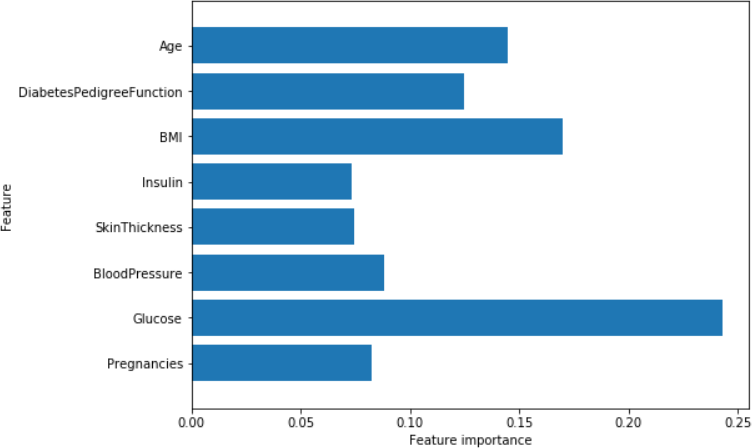 Age
DiabetesPedigreeFunction
BMI
Insulin
SkinThickness
BloodPressure
Glucose
Pregnancies
Feature
0.00 0.05 0.10 0.15 0.20 0.25
Feature importance